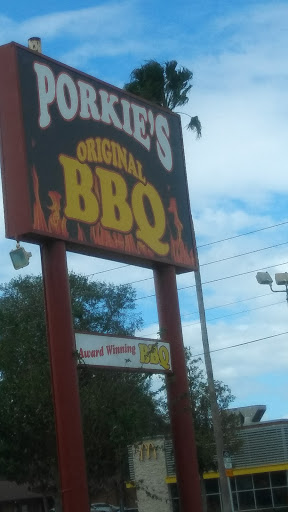 PORKIE'S
ORIGINAL
BBQ
Award Winning BBQ